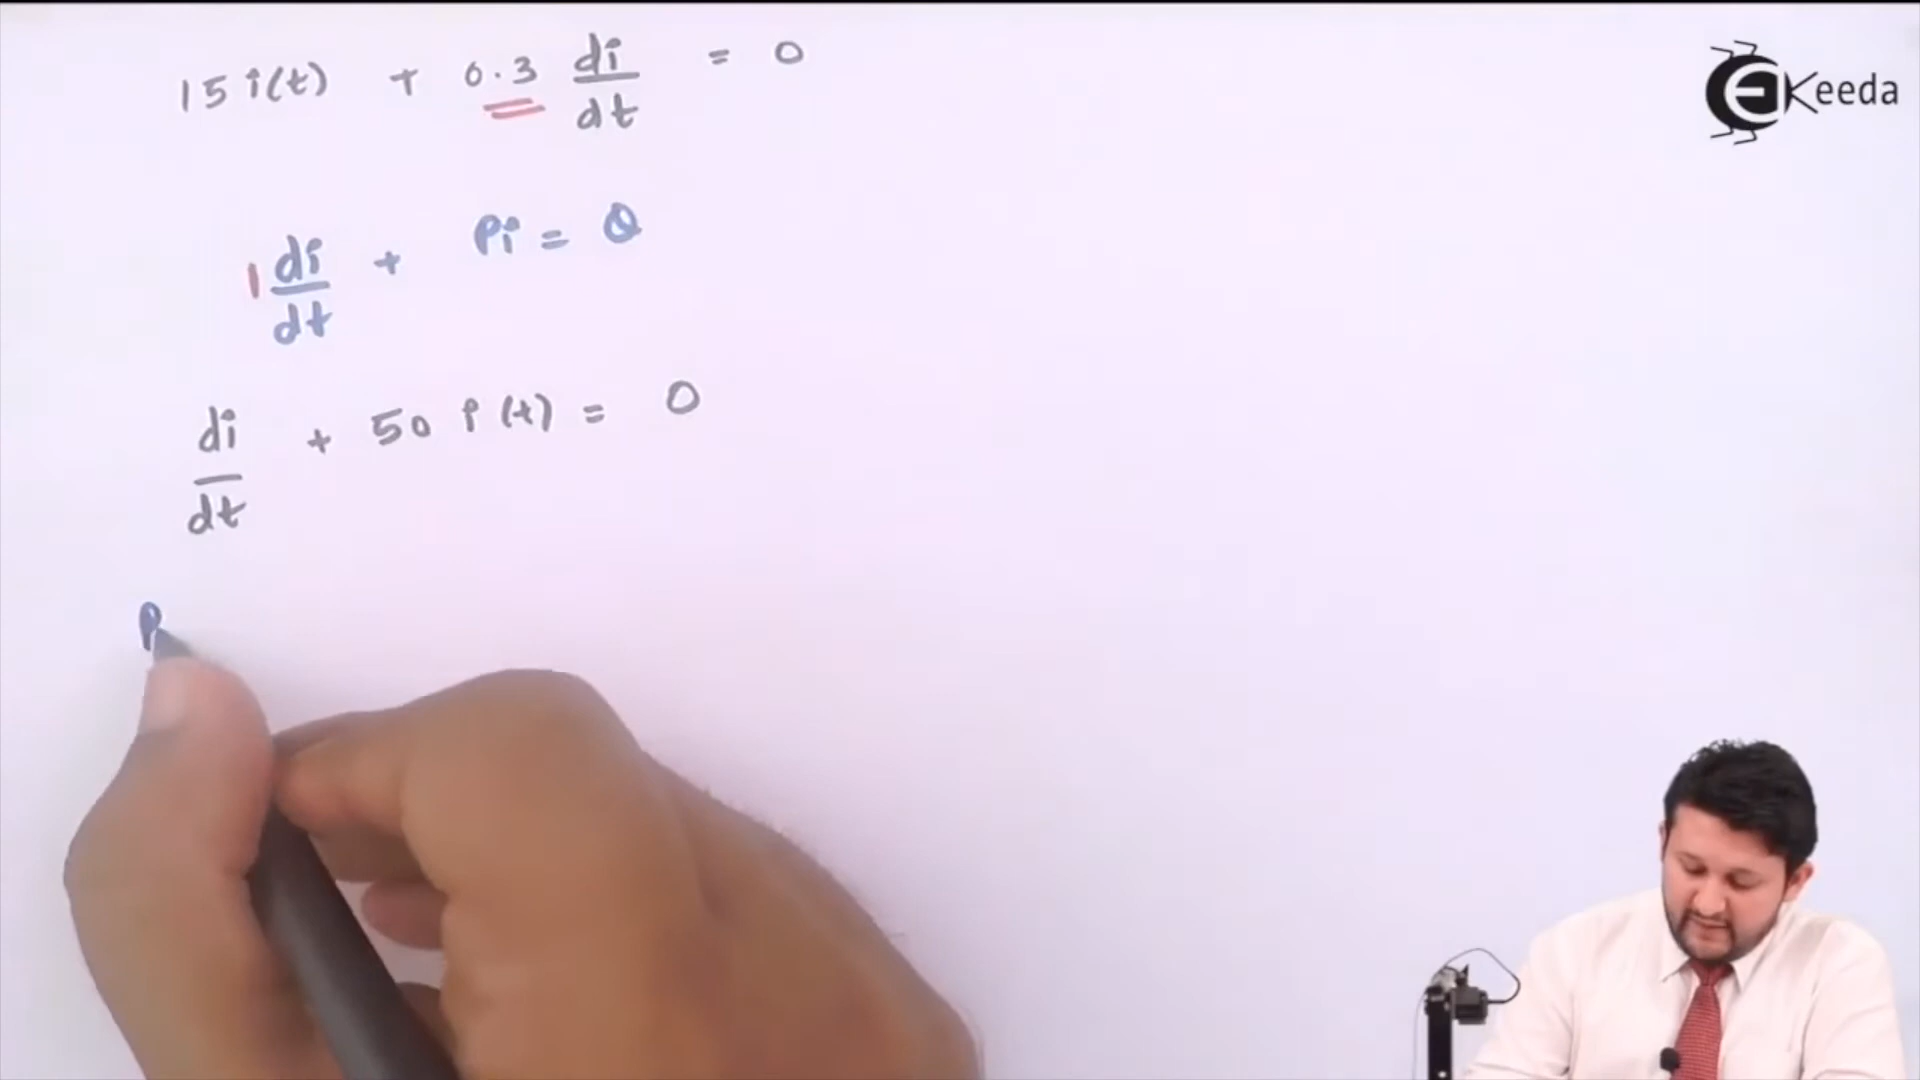 Keeda
15 i(t) + 0.3 di/dt = 0
1 di/dt + Pi = Q
di/dt + 50 i(t) = 0
P